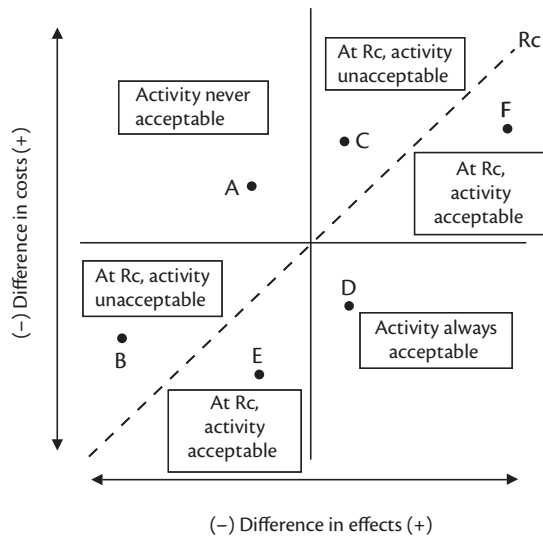 At Rc, activity
unacceptable
Rc
Activity never
acceptable
F
C
A
At Rc,
activity
acceptable
(–) Difference in costs (+)
At Rc, activity
unacceptable
D
Activity always
acceptable
B
E
At Rc,
activity
acceptable
(–) Difference in effects (+)